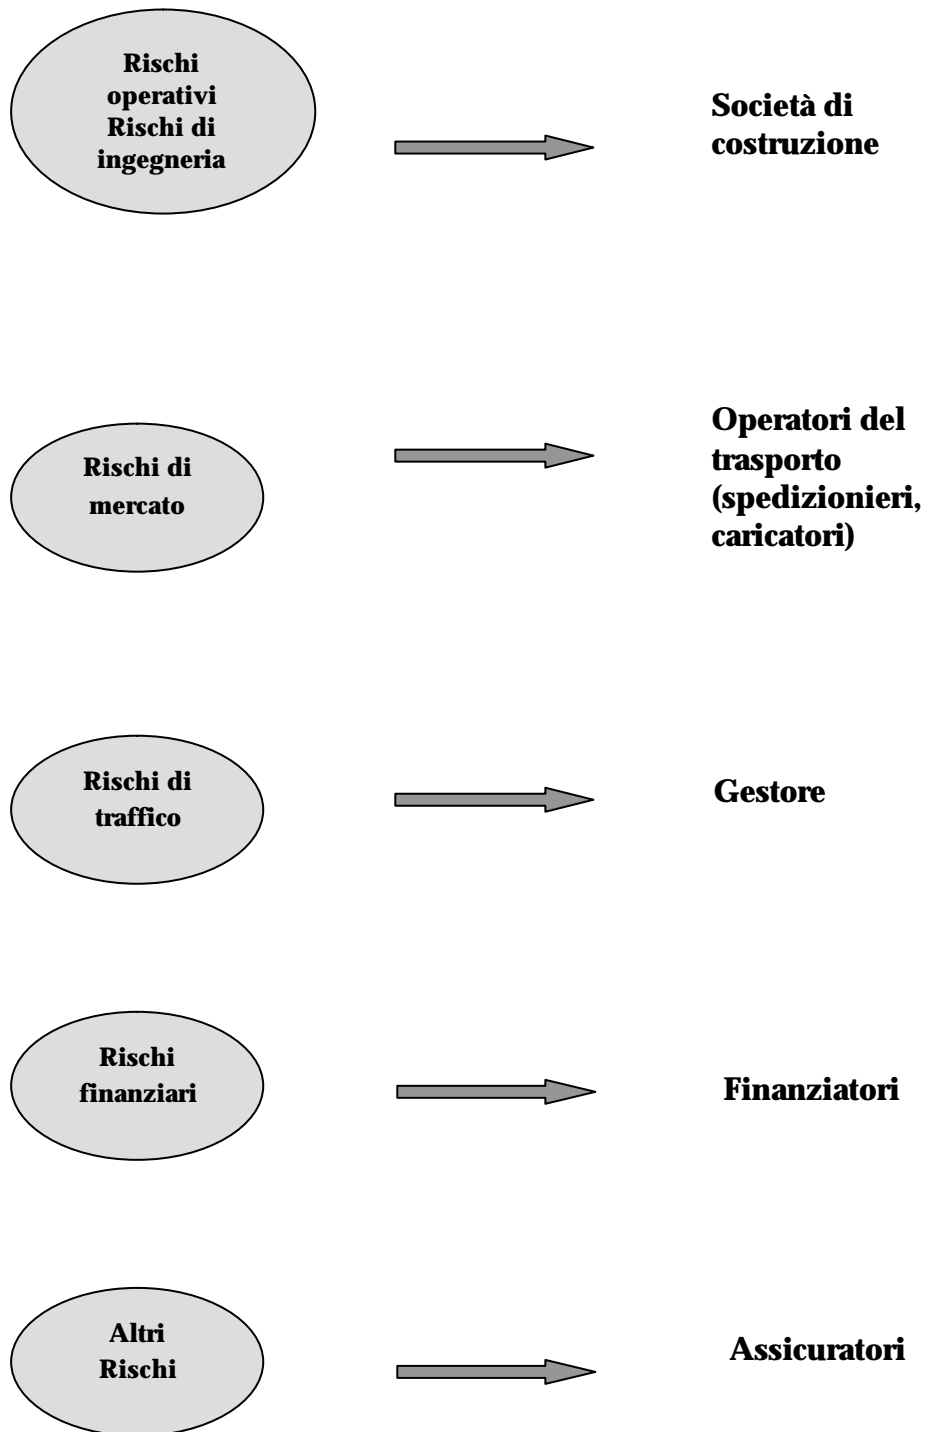 Rischi
operativi
Rischi di
ingegneria
Società di
costruzione
Rischi di
mercato
Operatori del
trasporto
(spedizionieri,
caricatori)
Rischi di
traffico
Gestore
Rischi
finanziari
Finanziatori
Altri
Rischi
Assicuratori